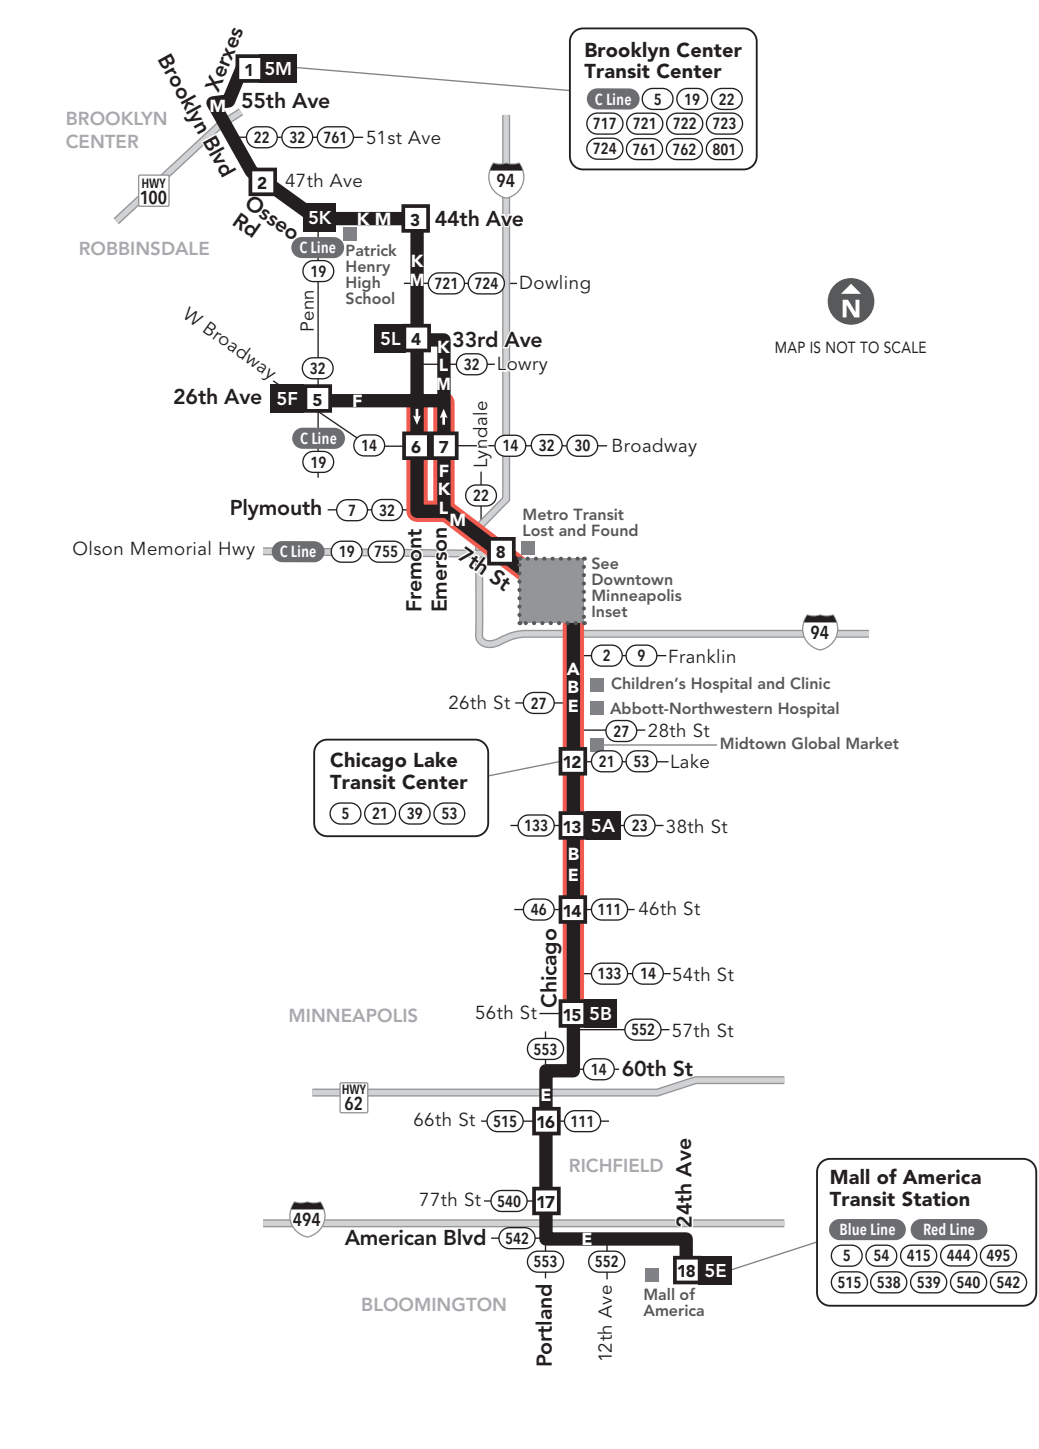 Brooklyn Center
Transit Center
C Line 5 19 22
717 721 722 723
724 761 762 801
Xerxes
1 5M
Brooklyn Blvd
M 55th Ave
BROOKLYN
CENTER
22 32 761 51st Ave
HWY
100
2 47th Ave
94
Osseo
Rd
5K K M 3 44th Ave
ROBBINSDALE
C Line
19
Patrick
Henry
High
School
K
M
721 724 Dowling
N
MAP IS NOT TO SCALE
Penn
W Broadway
5L 4 33rd Ave
K
L
M
32 Lowry
32
26th Ave 5F 5 F
C Line
19
14 6 7 14 32 30 Broadway
Lyndale
22
F
K
L
M
Plymouth 7 32
Metro Transit
Lost and Found
Olson Memorial Hwy C Line 19 755
Fremont
Emerson
7th St
8
See
Downtown
Minneapolis
Inset
94
2 9 Franklin
A
B
E
Children's Hospital and Clinic
26th St 27
Abbott-Northwestern Hospital
27 28th St
Midtown Global Market
Chicago Lake
Transit Center
5 21 39 53
12 21 53 Lake
133 13 5A 23 38th St
B
E
46 14 111 46th St
Chicago
133 14 54th St
MINNEAPOLIS
56th St 15 5B
552 57th St
553
14 60th St
HWY
62
E
66th St 515 16 111
RICHFIELD
24th Ave
77th St 540 17
494
American Blvd 542 E
553 552
18 5E
Mall of
America
BLOOMINGTON
Portland
12th Ave
Mall of America
Transit Station
Blue Line Red Line
5 54 415 444 495
515 538 539 540 542